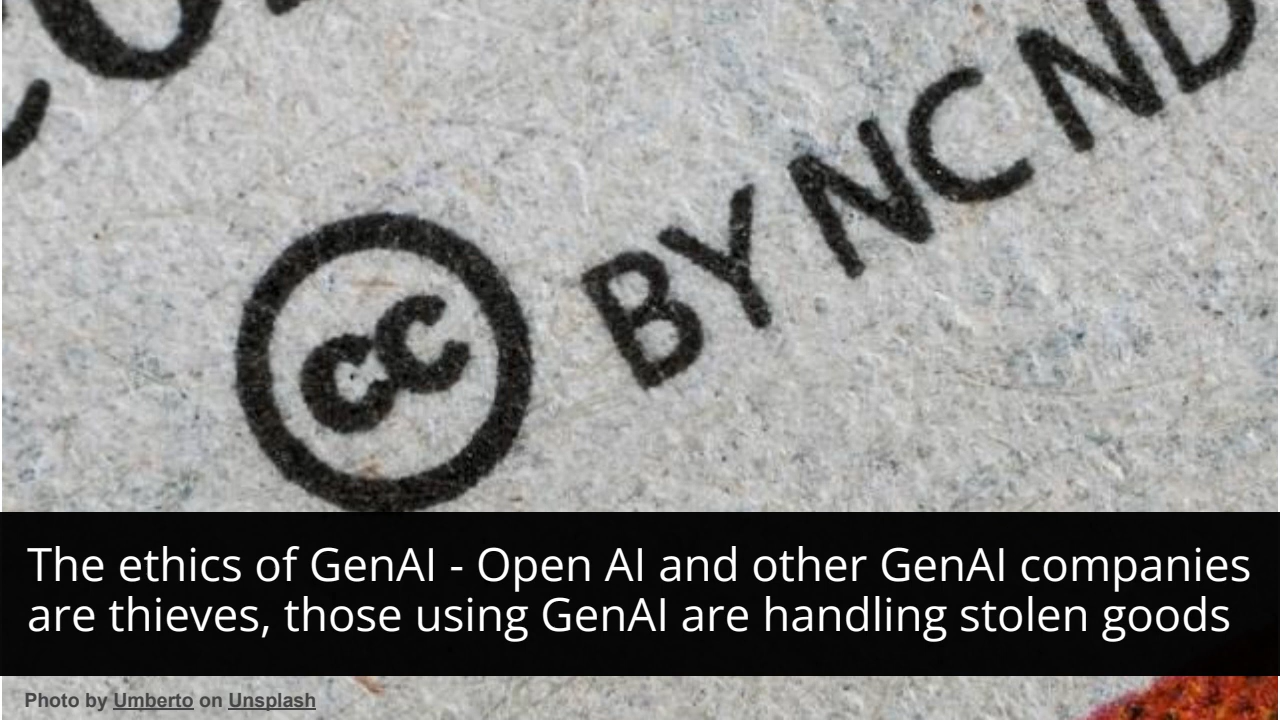 cc BY NC ND
The ethics of GenAI - Open AI and other GenAI companies
are thieves, those using GenAI are handling stolen goods
Photo by Umberto on Unsplash